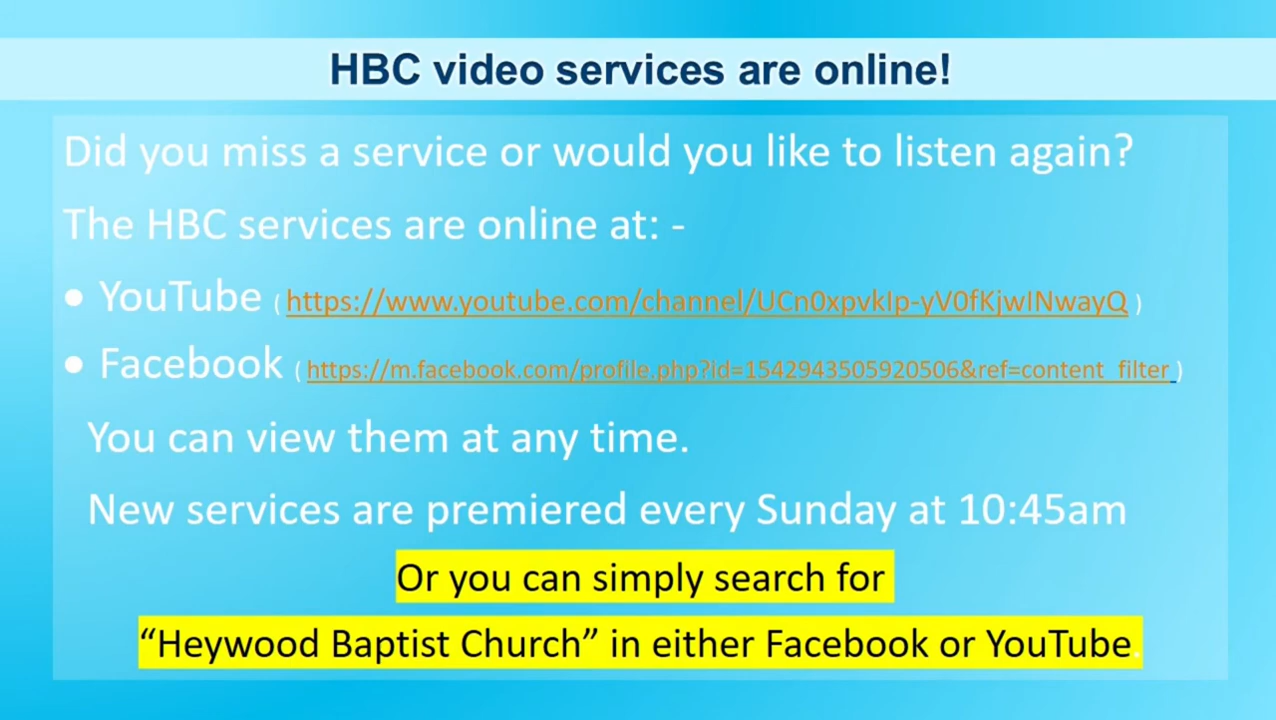 HBC video services are online!
Did you miss a service or would you like to listen again?
The HBC services are online at: -
• YouTube ( https://www.youtube.com/channel/UCn0xpvkIp-yV0fKjwINwayQ )
• Facebook ( https://m.facebook.com/profile.php?id=1542943505920506&ref=content_filter )
You can view them at any time.
New services are premiered every Sunday at 10:45am
Or you can simply search for
“Heywood Baptist Church” in either Facebook or YouTube.